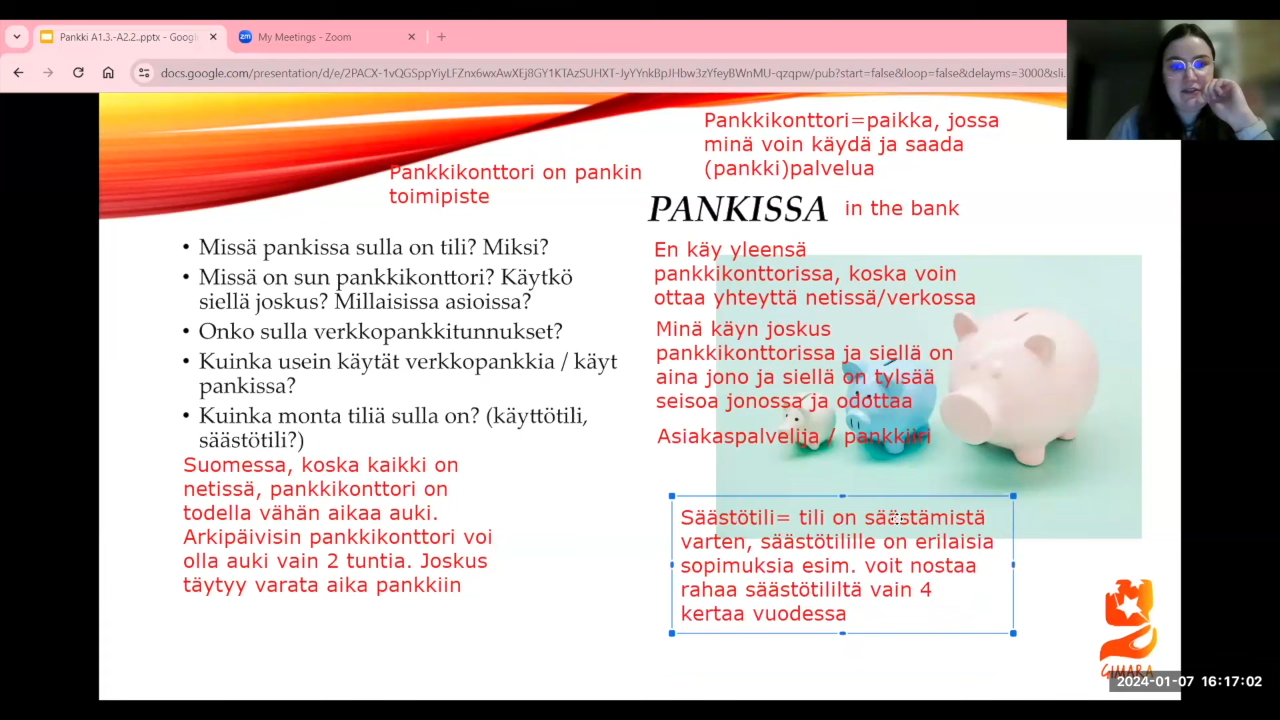 Pankki A1.3.-A2.2..pptx - Googl
My Meetings - Zoom
docs.google.com/presentation/d/e/2PACX-1vQGSppYiyLFZnx6wxAwXEj8GY1KTAzSUHXT-JyYYnkBpJHbw3zYfeyBWnMU-qzqpw/pub?start=false&loop=false&delayms=3000&sli
Pankkikonttori=paikka, jossa
minä voin käydä ja saada
(pankki)palvelua
Pankkikonttori on pankin
toimipiste
PANKISSA in the bank
• Missä pankissa sulla on tili? Miksi?
• Missä on sun pankkikonttori? Käytkö
siellä joskus? Millaisissa asioissa?
• Onko sulla verkkopankkitunnukset?
• Kuinka usein käytät verkkopankkia / käyt
pankissa?
• Kuinka monta tiliä sulla on? (käyttötili,
säästötili?)
Suomessa, koska kaikki on
netissä, pankkikonttori on
todella vähän aikaa auki.
Arkipäivisin pankkikonttori voi
olla auki vain 2 tuntia. Joskus
täytyy varata aika pankkiin
En käy yleensä
pankkikonttorissa, koska voin
ottaa yhteyttä netissä/verkossa
Minä käyn joskus
pankkikonttorissa ja siellä on
aina jono ja siellä on tylsää
seisoa jonossa ja odottaa
Asiakaspalvelija / pankkiiri
Säästötili= tili on säästämistä
varten, säästötilille on erilaisia
sopimuksia esim. voit nostaa
rahaa säästötililtä vain 4
kertaa vuodessa
GIMARA
2024-01-07 16:17:02